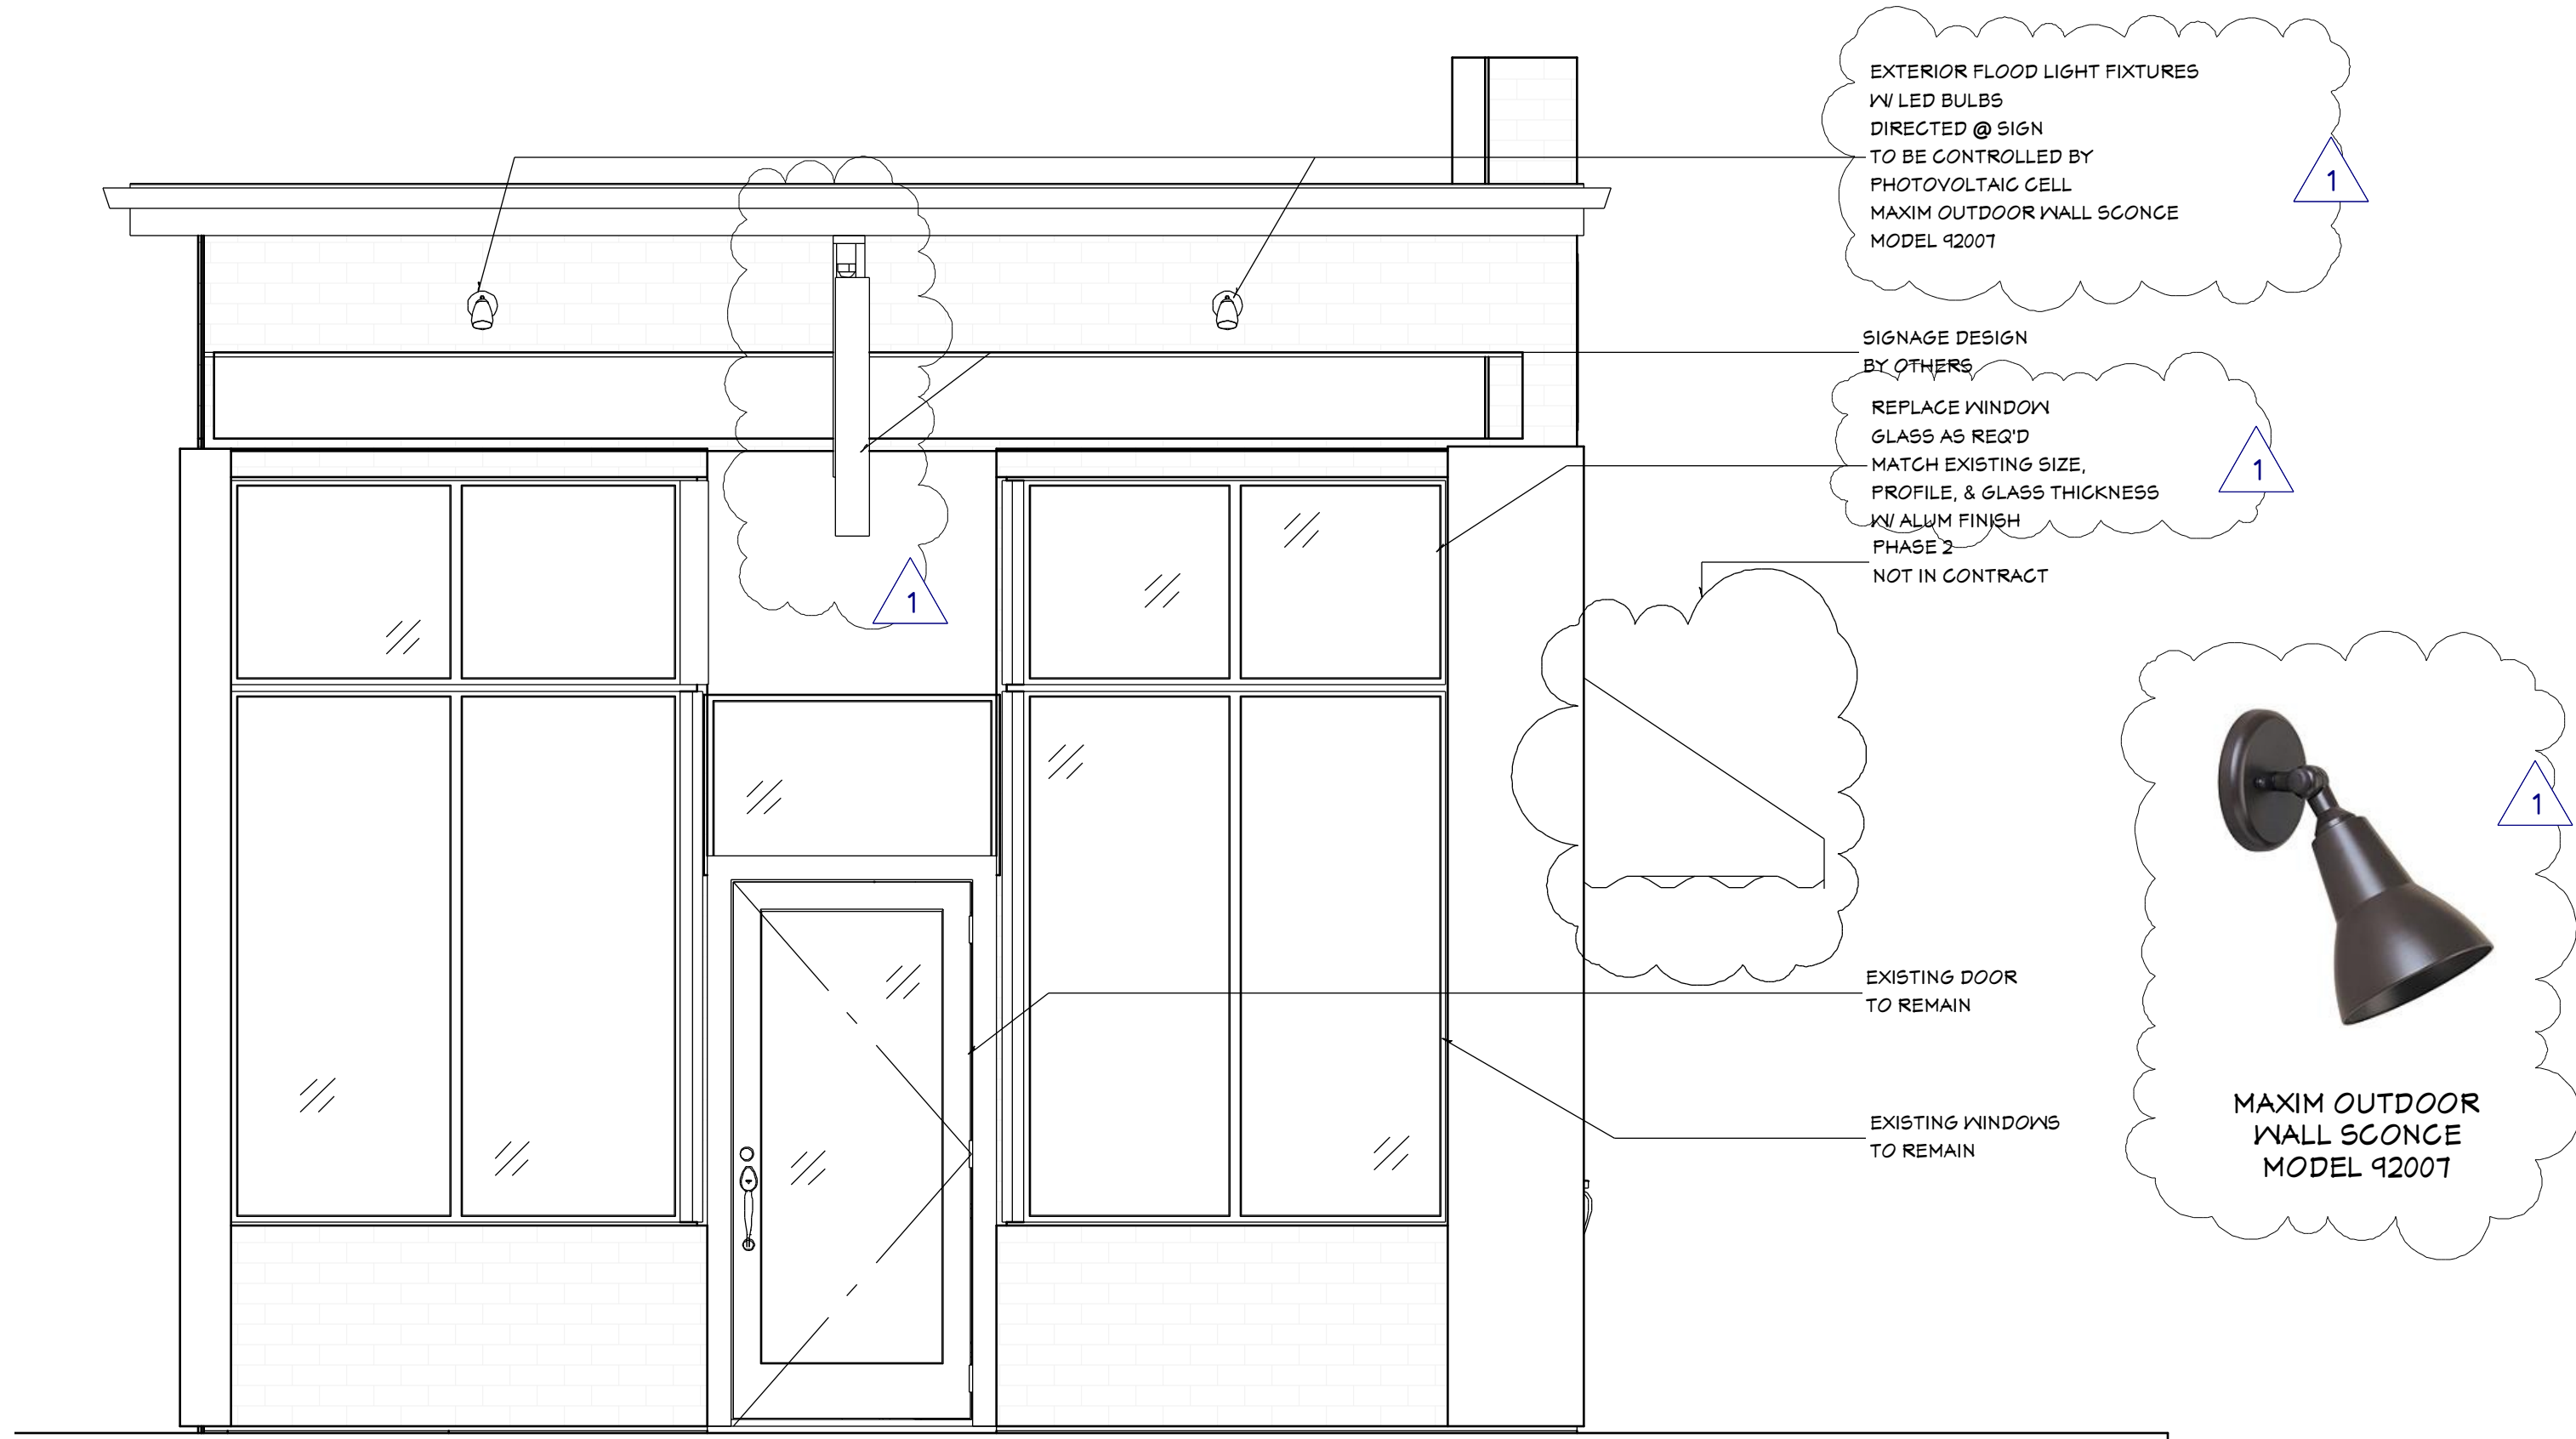 EXTERIOR FLOOD LIGHT FIXTURES
W/ LED BULBS
DIRECTED @ SIGN
TO BE CONTROLLED BY
PHOTOVOLTAIC CELL
MAXIM OUTDOOR WALL SCONCE
MODEL 92007
1
SIGNAGE DESIGN
BY OTHERS
REPLACE WINDOW
GLASS AS REQ'D
MATCH EXISTING SIZE,
PROFILE, & GLASS THICKNESS
W/ ALUM FINISH
1
PHASE 2
NOT IN CONTRACT
1
1
EXISTING DOOR
TO REMAIN
EXISTING WINDOWS
TO REMAIN
MAXIM OUTDOOR
WALL SCONCE
MODEL 92007